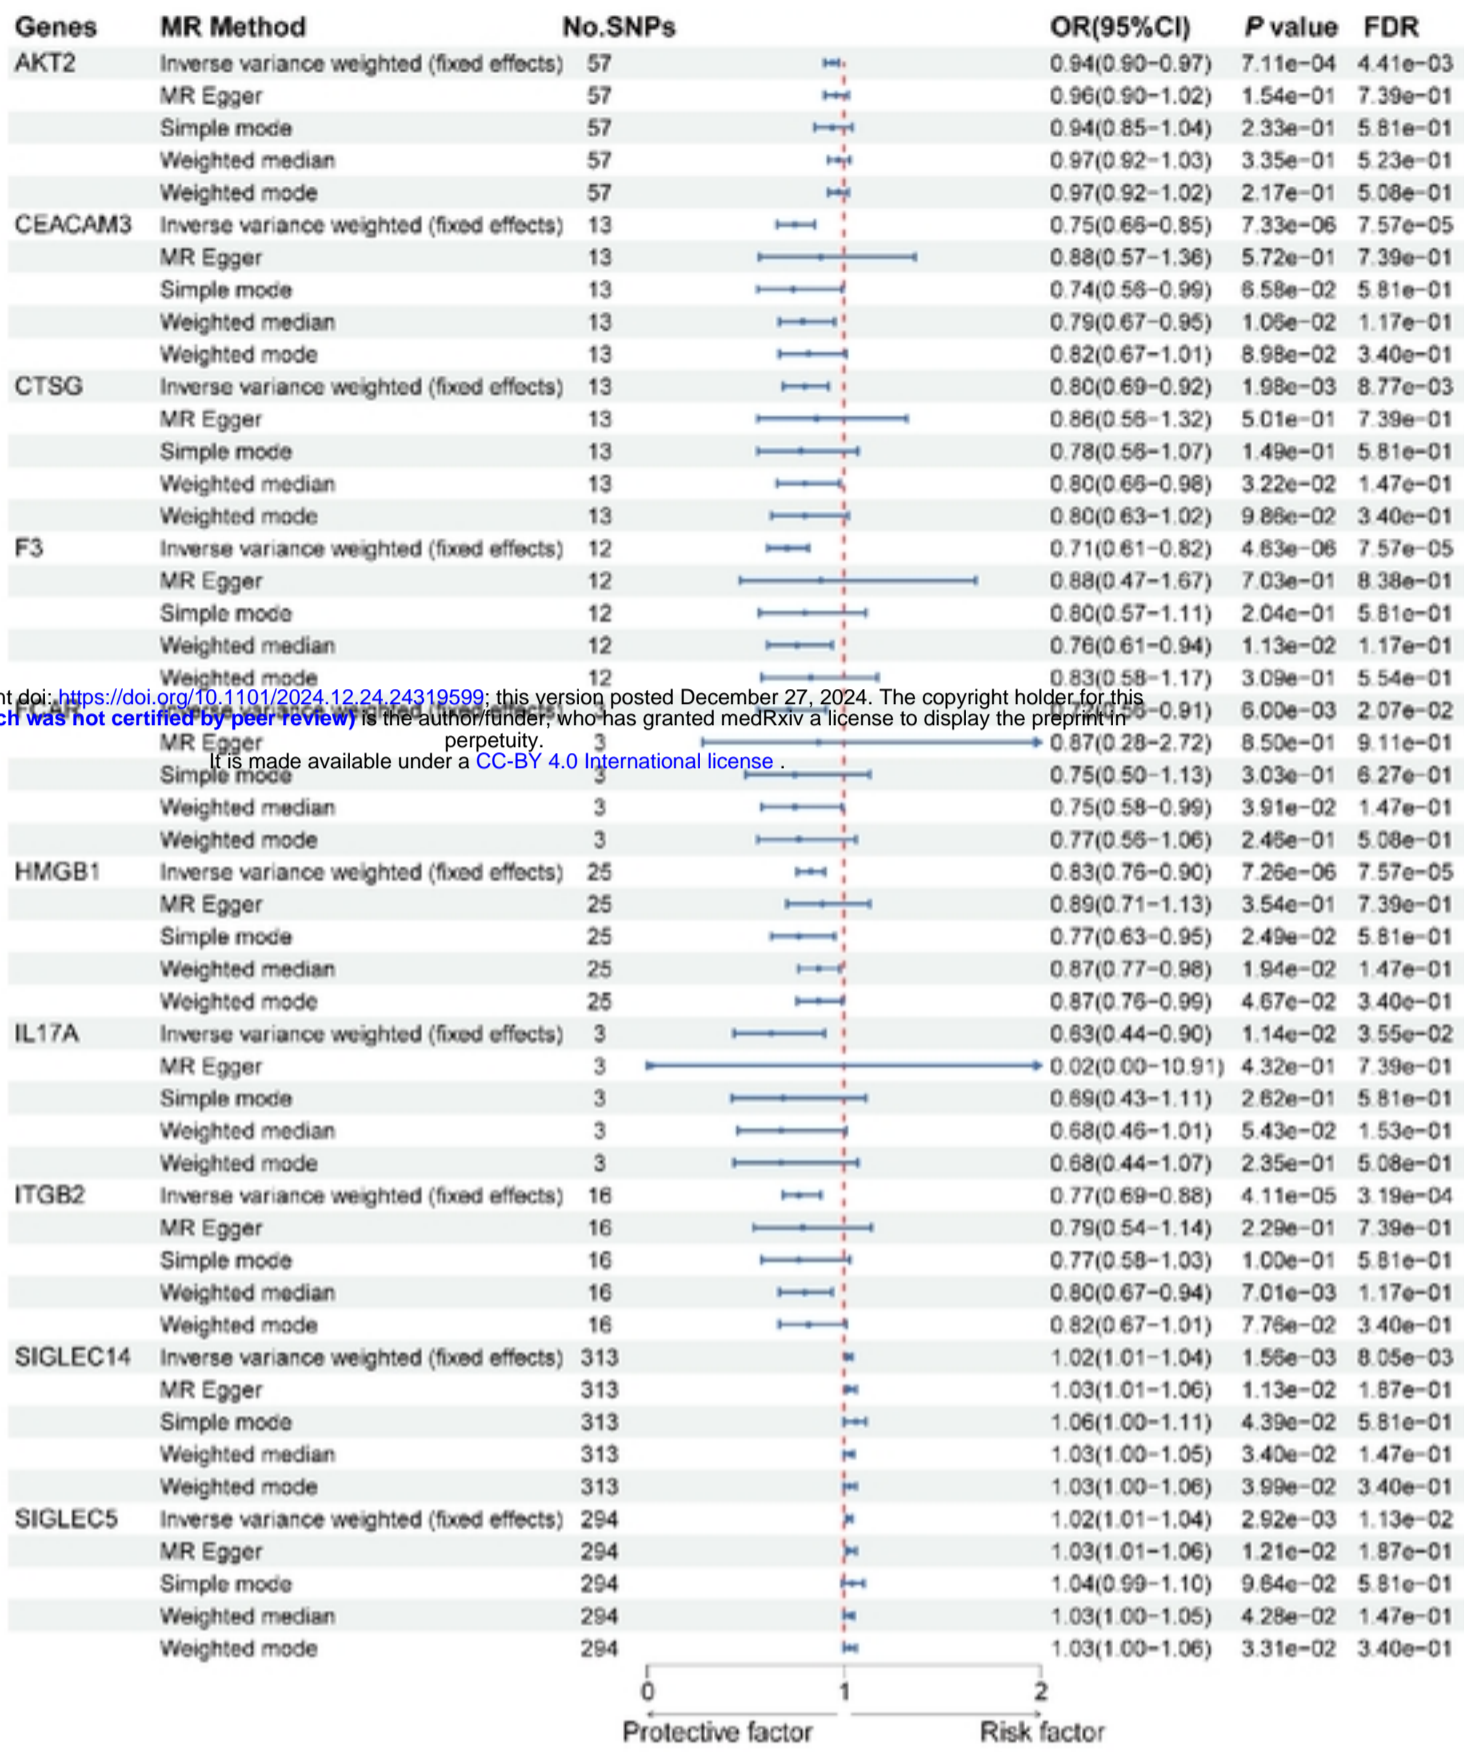 Genes MR Method No.SNPs OR(95%CI) P value FDR
AKT2 Inverse variance weighted (fixed effects) 57 0.94(0.90−0.97) 7.11e−04 4.41e−03
MR Egger 57 0.96(0.90−1.02) 1.54e−01 7.39e−01
Simple mode 57 0.94(0.85−1.04) 2.33e−01 5.81e−01
Weighted median 57 0.97(0.92−1.03) 3.35e−01 5.23e−01
Weighted mode 57 0.97(0.92−1.02) 2.17e−01 5.08e−01
CEACAM3 Inverse variance weighted (fixed effects) 13 0.75(0.66−0.85) 7.33e−06 7.57e−05
MR Egger 13 0.88(0.57−1.36) 5.72e−01 7.39e−01
Simple mode 13 0.74(0.56−0.99) 6.58e−02 5.81e−01
Weighted median 13 0.79(0.67−0.95) 1.06e−02 1.17e−01
Weighted mode 13 0.82(0.67−1.01) 8.98e−02 3.40e−01
CTSG Inverse variance weighted (fixed effects) 13 0.80(0.69−0.92) 1.98e−03 8.77e−03
MR Egger 13 0.86(0.56−1.32) 5.01e−01 7.39e−01
Simple mode 13 0.78(0.56−1.07) 1.49e−01 5.81e−01
Weighted median 13 0.80(0.66−0.98) 3.22e−02 1.47e−01
Weighted mode 13 0.80(0.63−1.02) 9.86e−02 3.40e−01
F3 Inverse variance weighted (fixed effects) 12 0.71(0.61−0.82) 4.63e−06 7.57e−05
MR Egger 12 0.88(0.47−1.67) 7.03e−01 8.38e−01
Simple mode 12 0.80(0.57−1.11) 2.04e−01 5.81e−01
Weighted median 12 0.76(0.61−0.94) 1.13e−02 1.17e−01
Weighted mode 12 0.83(0.58−1.17) 3.09e−01 5.54e−01
nt doi: https://doi.org/10.1101/2024.12.24.24319599; this version posted December 27, 2024. The copyright holder for this
FCAR Inverse variance weighted (fixed effects) 3 0.72(0.56−0.91) 6.00e−03 2.07e−02
ch was not certified by peer review) is the author/funder, who has granted medRxiv a license to display the preprint in
perpetuity.
MR Egger 3 0.87(0.28−2.72) 8.50e−01 9.11e−01
It is made available under a CC-BY 4.0 International license .
Simple mode 3 0.75(0.50−1.13) 3.03e−01 6.27e−01
Weighted median 3 0.75(0.58−0.99) 3.91e−02 1.47e−01
Weighted mode 3 0.77(0.56−1.06) 2.46e−01 5.08e−01
HMGB1 Inverse variance weighted (fixed effects) 25 0.83(0.76−0.90) 7.26e−06 7.57e−05
MR Egger 25 0.89(0.71−1.13) 3.54e−01 7.39e−01
Simple mode 25 0.77(0.63−0.95) 2.49e−02 5.81e−01
Weighted median 25 0.87(0.77−0.98) 1.94e−02 1.47e−01
Weighted mode 25 0.87(0.76−0.99) 4.67e−02 3.40e−01
IL17A Inverse variance weighted (fixed effects) 3 0.63(0.44−0.90) 1.14e−02 3.55e−02
MR Egger 3 0.02(0.00−10.91) 4.32e−01 7.39e−01
Simple mode 3 0.69(0.43−1.11) 2.62e−01 5.81e−01
Weighted median 3 0.68(0.46−1.01) 5.43e−02 1.53e−01
Weighted mode 3 0.68(0.44−1.07) 2.35e−01 5.08e−01
ITGB2 Inverse variance weighted (fixed effects) 16 0.77(0.69−0.88) 4.11e−05 3.19e−04
MR Egger 16 0.79(0.54−1.14) 2.29e−01 7.39e−01
Simple mode 16 0.77(0.58−1.03) 1.00e−01 5.81e−01
Weighted median 16 0.80(0.67−0.94) 7.01e−03 1.17e−01
Weighted mode 16 0.82(0.67−1.01) 7.76e−02 3.40e−01
SIGLEC14 Inverse variance weighted (fixed effects) 313 1.02(1.01−1.04) 1.56e−03 8.05e−03
MR Egger 313 1.03(1.01−1.06) 1.13e−02 1.87e−01
Simple mode 313 1.06(1.00−1.11) 4.39e−02 5.81e−01
Weighted median 313 1.03(1.00−1.05) 3.40e−02 1.47e−01
Weighted mode 313 1.03(1.00−1.06) 3.99e−02 3.40e−01
SIGLEC5 Inverse variance weighted (fixed effects) 294 1.02(1.01−1.04) 2.92e−03 1.13e−02
MR Egger 294 1.03(1.01−1.06) 1.21e−02 1.87e−01
Simple mode 294 1.04(0.99−1.10) 9.64e−02 5.81e−01
Weighted median 294 1.03(1.00−1.05) 4.28e−02 1.47e−01
Weighted mode 294 1.03(1.00−1.06) 3.31e−02 3.40e−01
0 1 2
Protective factor Risk factor